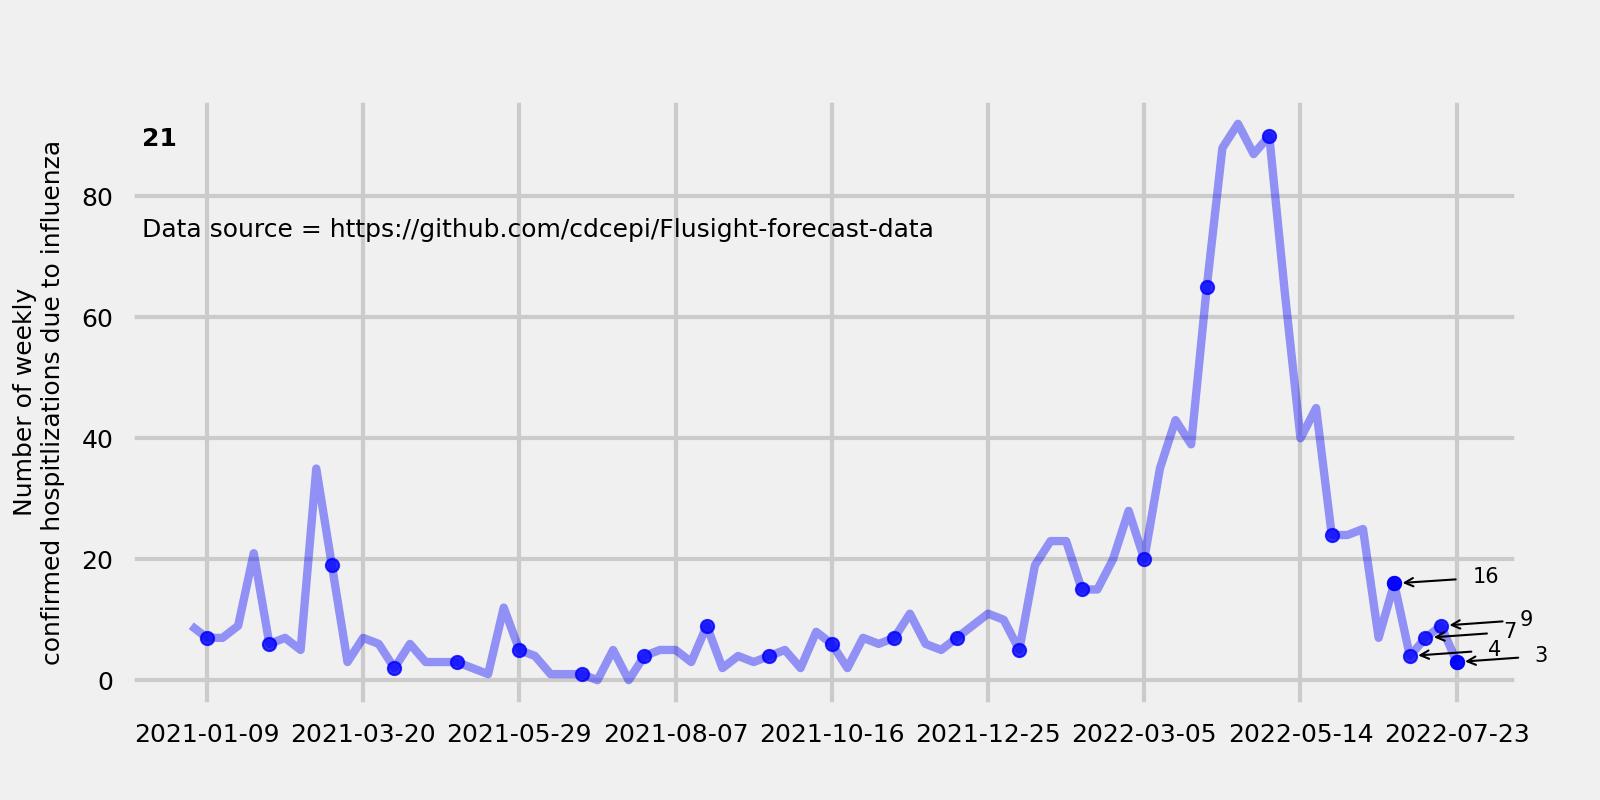 21
Data source = https://github.com/cdcepi/Flusight-forecast-data
Number of weekly
confirmed hospitlizations due to influenza
80
60
40
20
0
16
9
7
4
3
2021-01-09 2021-03-20 2021-05-29 2021-08-07 2021-10-16 2021-12-25 2022-03-05 2022-05-14 2022-07-23